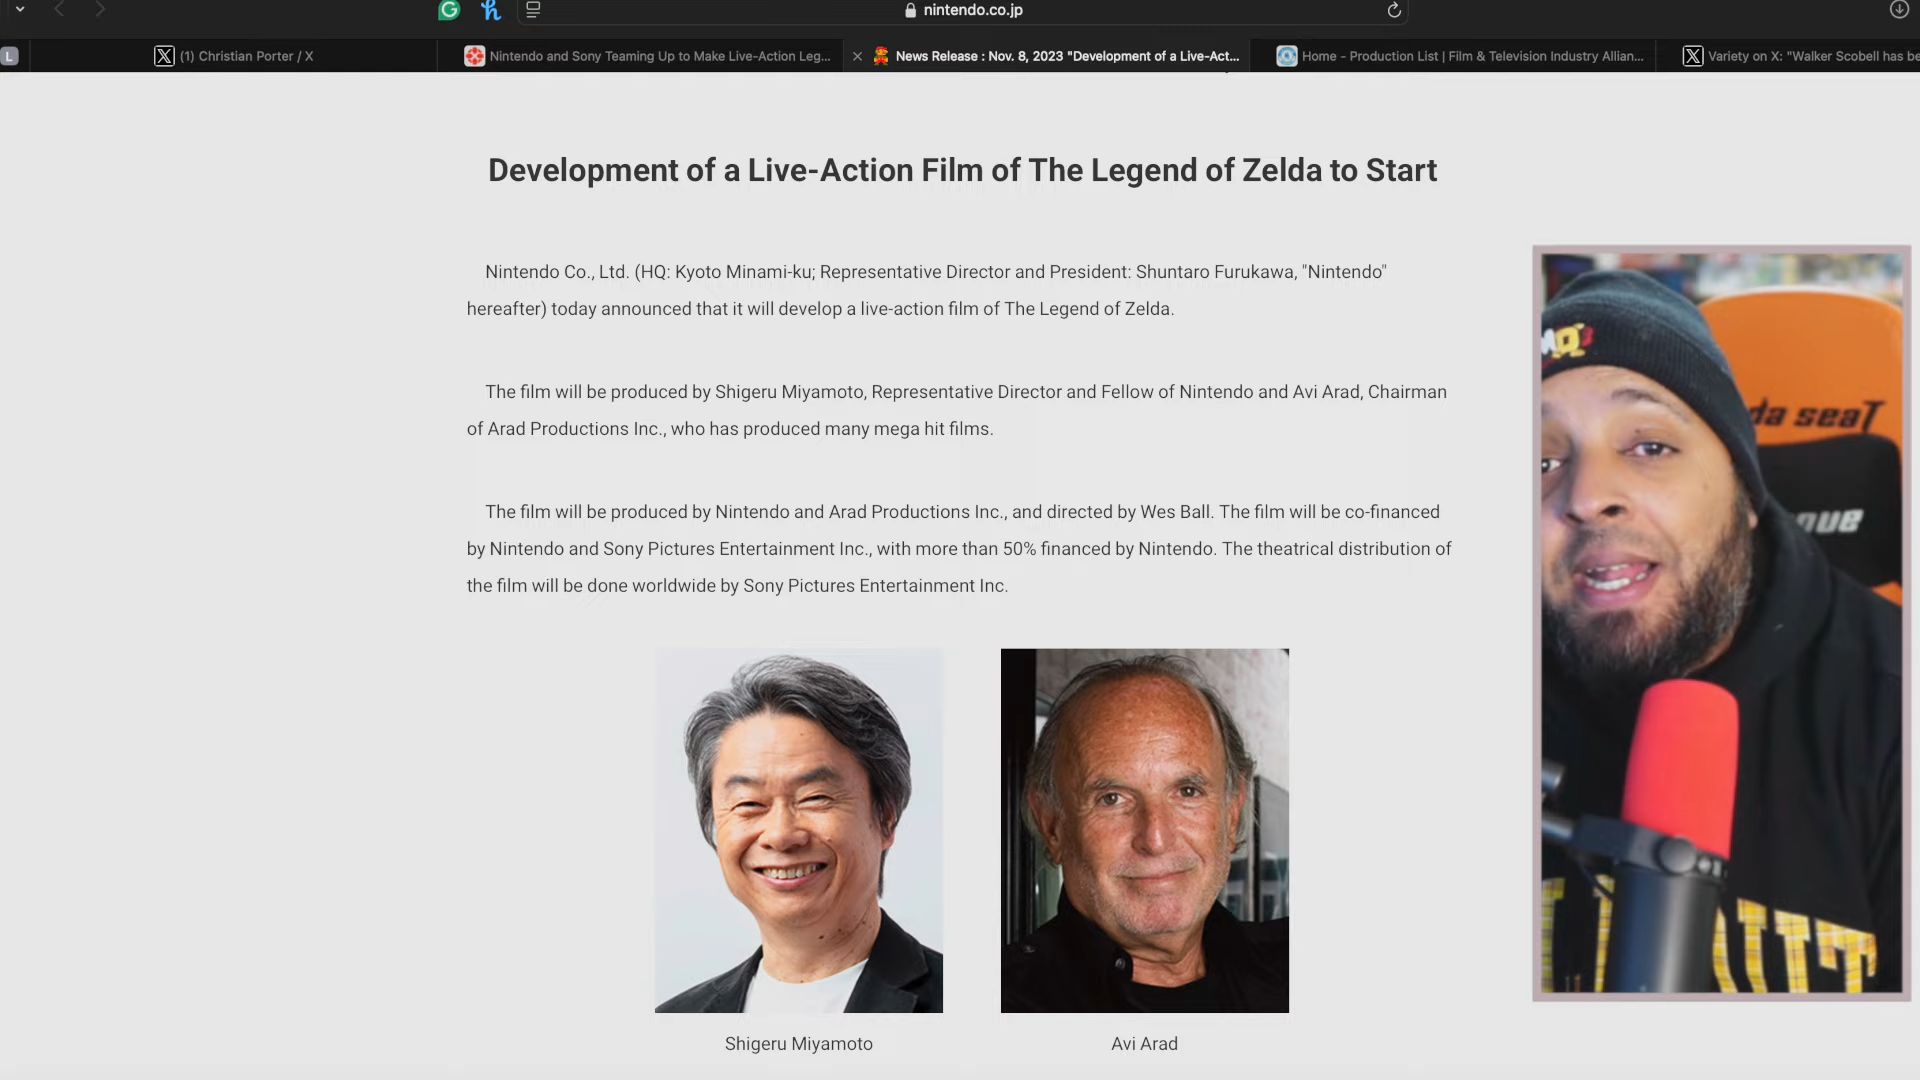 nintendo.co.jp
L
(1) Christian Porter / X
Nintendo and Sony Teaming Up to Make Live-Action Leg...
News Release : Nov. 8, 2023 "Development of a Live-Act...
Home - Production List | Film & Television Industry Allian...
Variety on X: "Walker Scobell has be
Development of a Live-Action Film of The Legend of Zelda to Start
Nintendo Co., Ltd. (HQ: Kyoto Minami-ku; Representative Director and President: Shuntaro Furukawa, "Nintendo"
hereafter) today announced that it will develop a live-action film of The Legend of Zelda.
The film will be produced by Shigeru Miyamoto, Representative Director and Fellow of Nintendo and Avi Arad, Chairman
of Arad Productions Inc., who has produced many mega hit films.
The film will be produced by Nintendo and Arad Productions Inc., and directed by Wes Ball. The film will be co-financed
by Nintendo and Sony Pictures Entertainment Inc., with more than 50% financed by Nintendo. The theatrical distribution of
the film will be done worldwide by Sony Pictures Entertainment Inc.
Shigeru Miyamoto
Avi Arad
da seaT